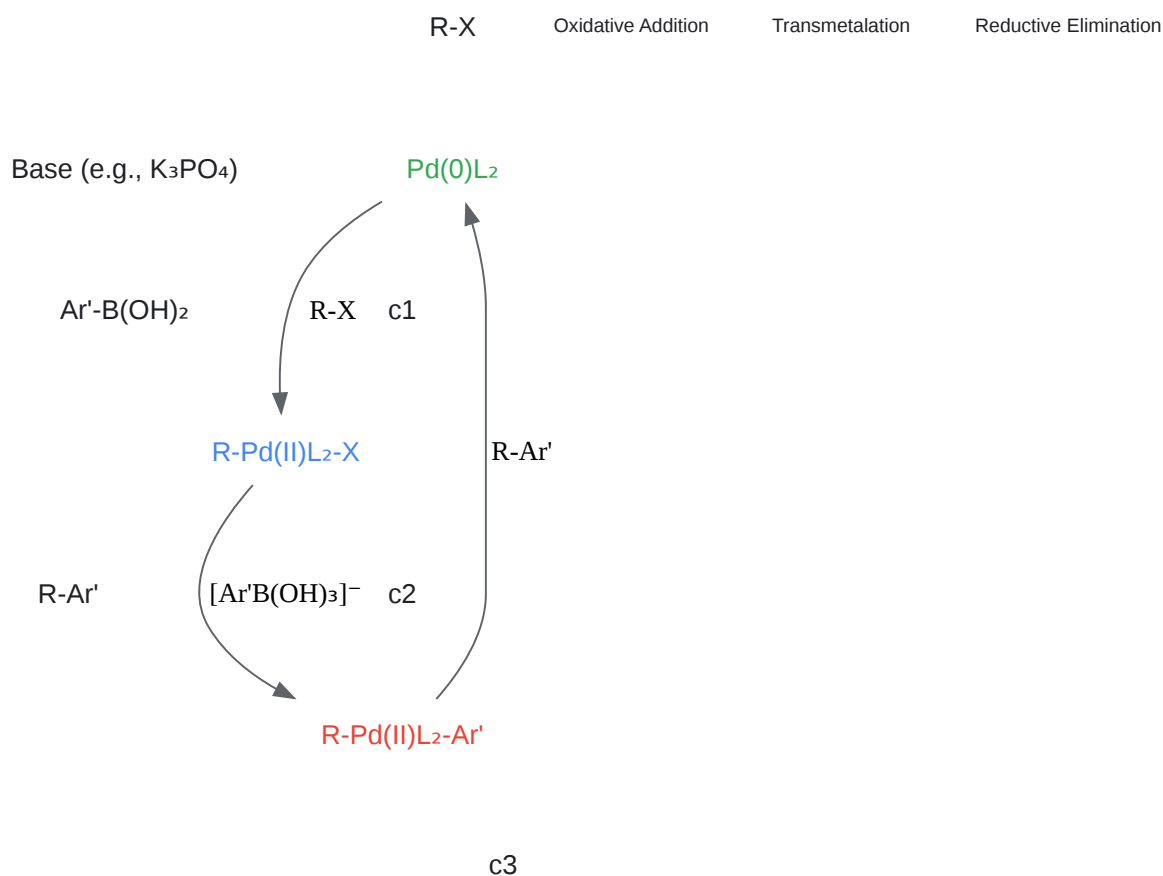 R-X Oxidative Addition Transmetalation Reductive Elimination
Base (e.g., K₃PO₄) Pd(0)L₂
Ar'-B(OH)₂ R-X c1
R-Pd(II)L₂-X R-Ar'
R-Ar' [Ar'B(OH)₃]⁻ c2
R-Pd(II)L₂-Ar'
c3